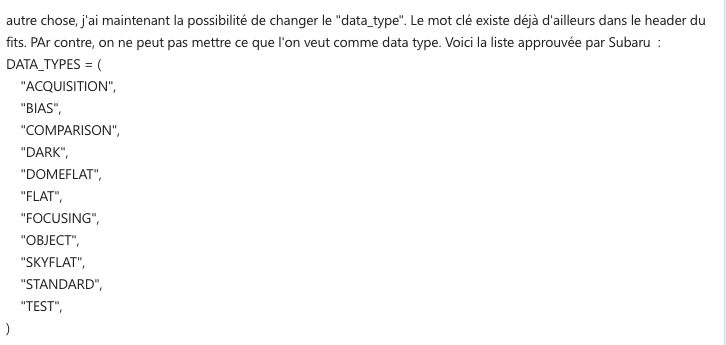 autre chose, j'ai maintenant la possibilité de changer le "data_type". Le mot clé existe déjà d'ailleurs dans le header du
fits. PAr contre, on ne peut pas mettre ce que l'on veut comme data type. Voici la liste approuvée par Subaru :
DATA_TYPES = (
"ACQUISITION",
"BIAS",
"COMPARISON",
"DARK",
"DOMEFLAT",
"FLAT",
"FOCUSING",
"OBJECT",
"SKYFLAT",
"STANDARD",
"TEST",
)